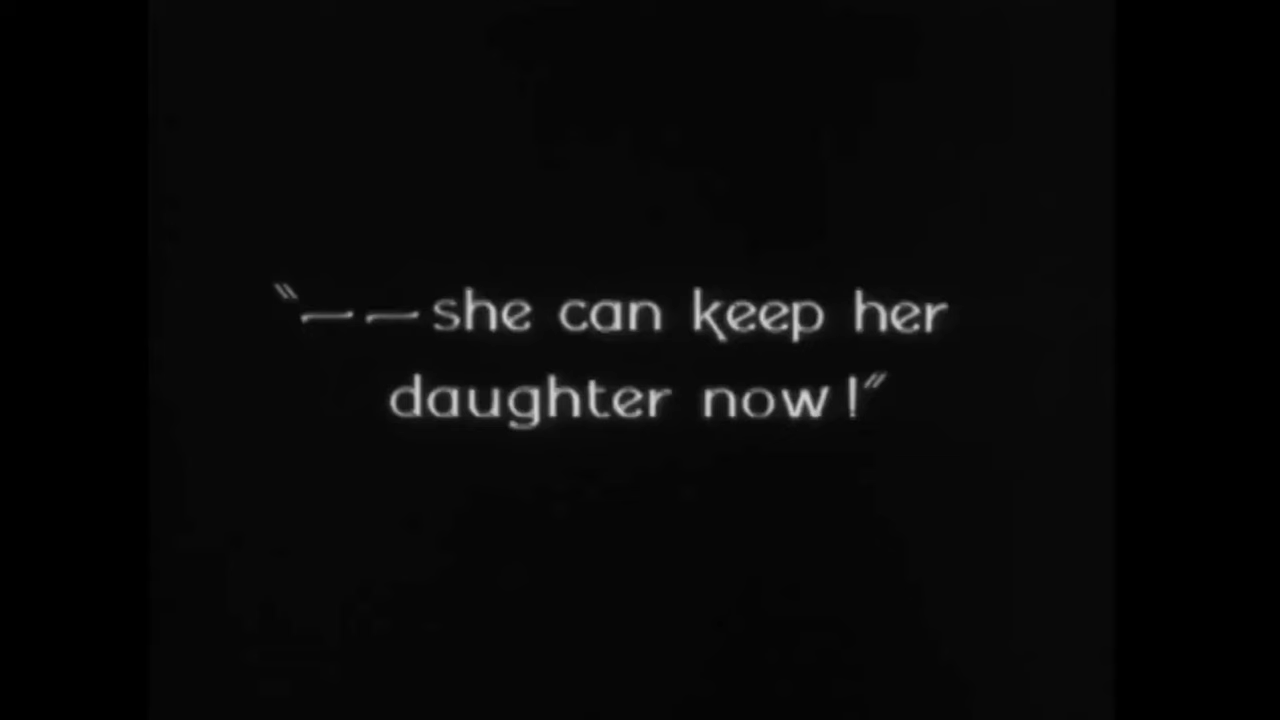 "— — she can keep her
daughter now!"